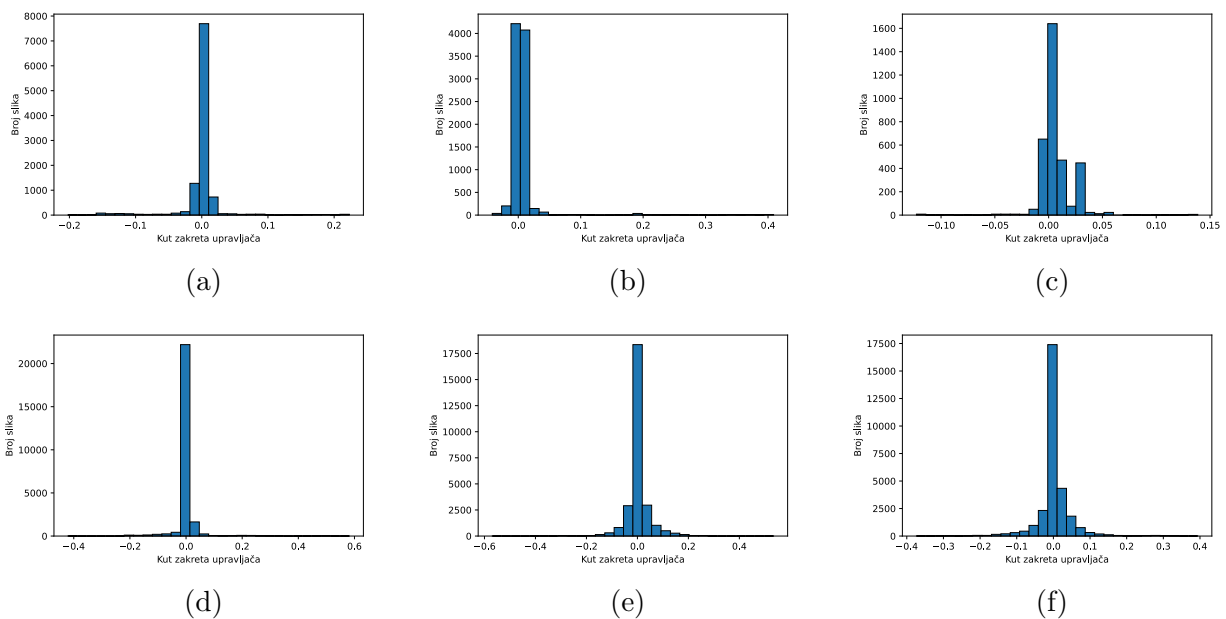 8000
7000
6000
5000
4000
3000
2000
1000
0
Broj slika
−0.2 −0.1 0.0 0.1 0.2
Kut zakreta upravljača
(a)
4000
3500
3000
2500
2000
1500
1000
500
0
Broj slika
0.0 0.1 0.2 0.3 0.4
Kut zakreta upravljača
(b)
1600
1400
1200
1000
800
600
400
200
0
Broj slika
−0.10 −0.05 0.00 0.05 0.10 0.15
Kut zakreta upravljača
(c)
20000
15000
10000
5000
0
Broj slika
−0.4 −0.2 0.0 0.2 0.4 0.6
Kut zakreta upravljača
(d)
17500
15000
12500
10000
7500
5000
2500
0
Broj slika
−0.6 −0.4 −0.2 0.0 0.2 0.4
Kut zakreta upravljača
(e)
17500
15000
12500
10000
7500
5000
2500
0
Broj slika
−0.4 −0.3 −0.2 −0.1 0.0 0.1 0.2 0.3 0.4
Kut zakreta upravljača
(f)